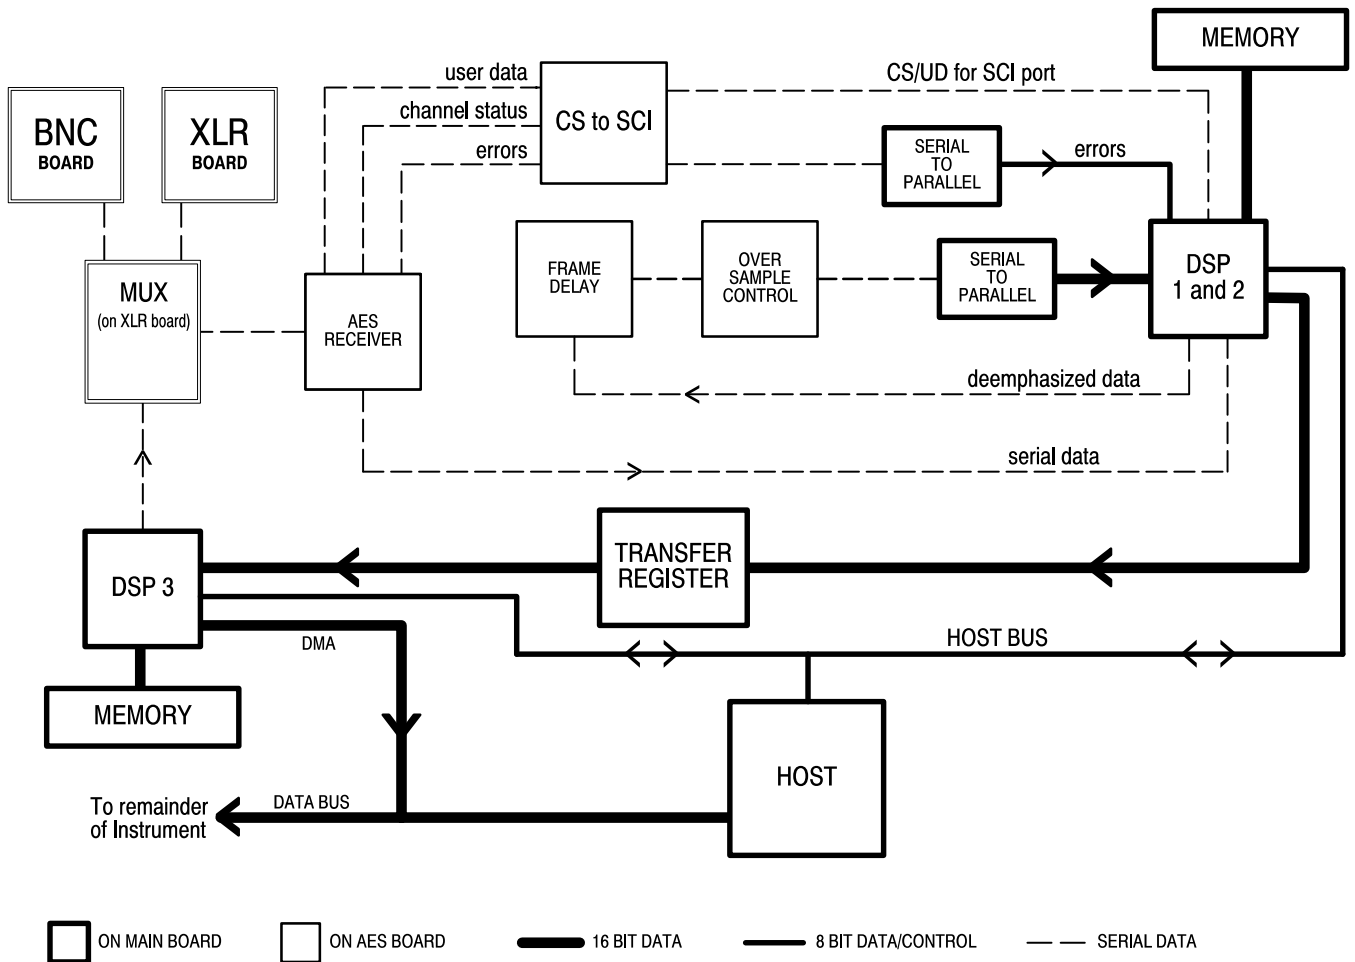 MEMORY
user data
CS/UD for SCI port
BNC
BOARD
XLR
BOARD
channel status
CS to SCI
errors
SERIAL
TO
PARALLEL
errors
MUX
(on XLR board)
AES
RECEIVER
FRAME
DELAY
OVER
SAMPLE
CONTROL
SERIAL
TO
PARALLEL
DSP
1 and 2
deemphasized data
serial data
DSP 3
TRANSFER
REGISTER
DMA
HOST BUS
MEMORY
HOST
To remainder
of Instrument
DATA BUS
ON MAIN BOARD
ON AES BOARD
16 BIT DATA
8 BIT DATA/CONTROL
SERIAL DATA